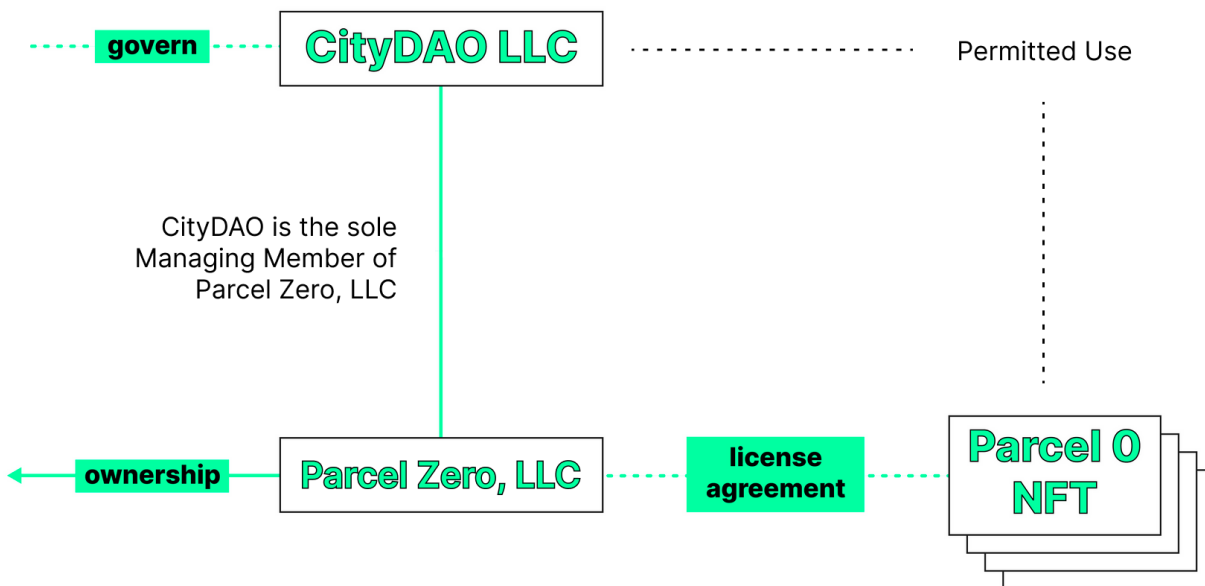 govern
CityDAO LLC
Permitted Use
CityDAO is the sole
Managing Member of
Parcel Zero, LLC
ownership
Parcel Zero, LLC
license
agreement
Parcel 0
NFT